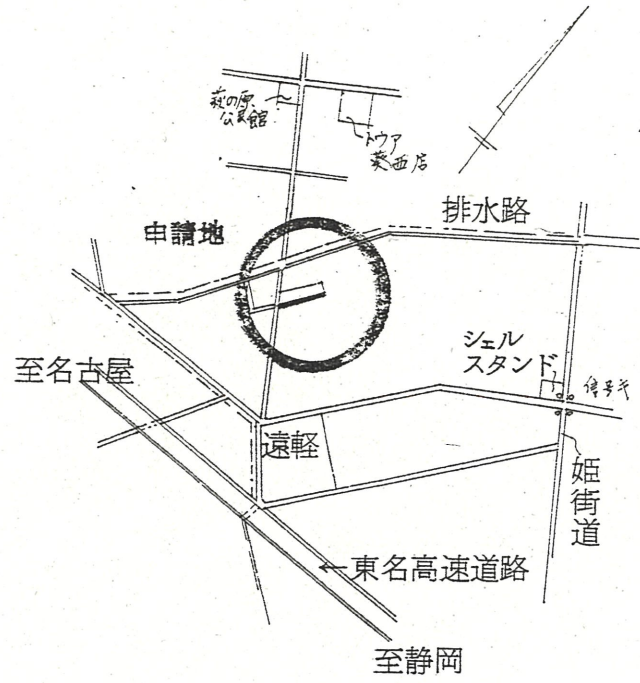 萩の原
公民館
トウア
葵西店
排水路
申請地
シェル
スタンド
信号キ
至名古屋
遠軽
姫街道
←東名高速道路
至静岡